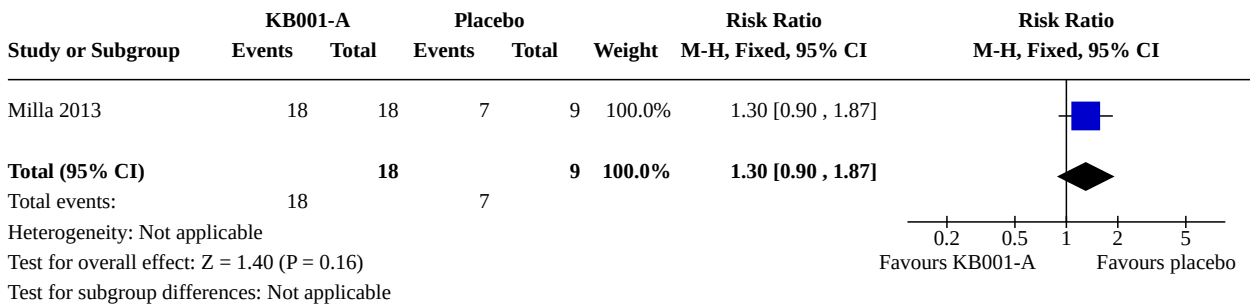 KB001-A Placebo Risk Ratio Risk Ratio
Study or Subgroup Events Total Events Total Weight M-H, Fixed, 95% CI M-H, Fixed, 95% CI
Milla 2013 18 18 7 9 100.0% 1.30 [0.90 , 1.87]
Total (95% CI) 18 9 100.0% 1.30 [0.90 , 1.87]
Total events: 18 7
Heterogeneity: Not applicable
0.2 0.5 1 2 5
Test for overall effect: Z = 1.40 (P = 0.16)
Favours KB001-A Favours placebo
Test for subgroup differences: Not applicable